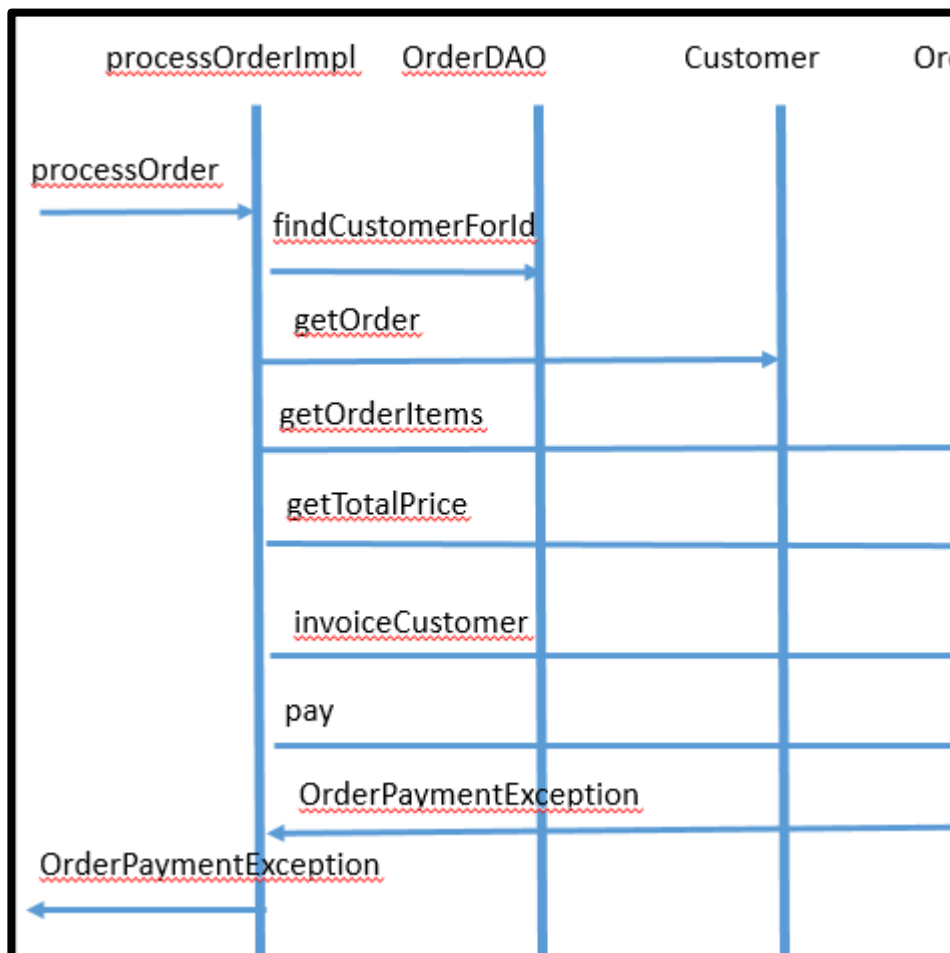 processOrderImpl OrderDAO Customer
processOrder
findCustomerForId
getOrder
getOrderItems
getTotalPrice
invoiceCustomer
pay
OrderPaymentException
OrderPaymentException